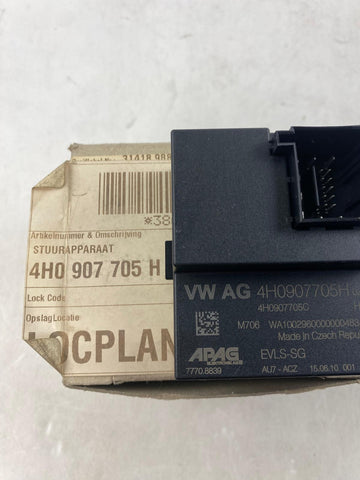 31418 988
*38
Artikelnummer & Omschrijving
STUURAPPARAAT
4H0 907 705 H
Lock Code
Opslag Locatie
LOCPLAN
VW AG 4H0907705H
4H0907705C
M706
Made in Czech Repu
APAG
EVLS-SG
7770.8839
AU7-ACZ 15.06.10. 001